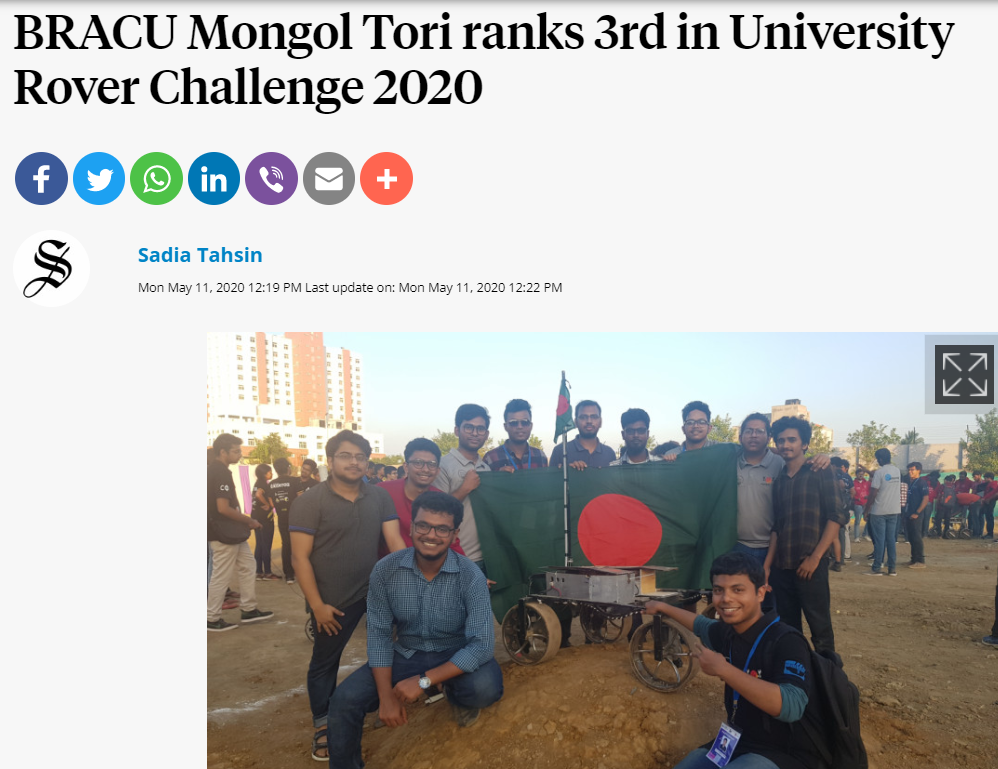 BRACU Mongol Tori ranks 3rd in University
Rover Challenge 2020
Sadia Tahsin
Mon May 11, 2020 12:19 PM Last update on: Mon May 11, 2020 12:22 PM